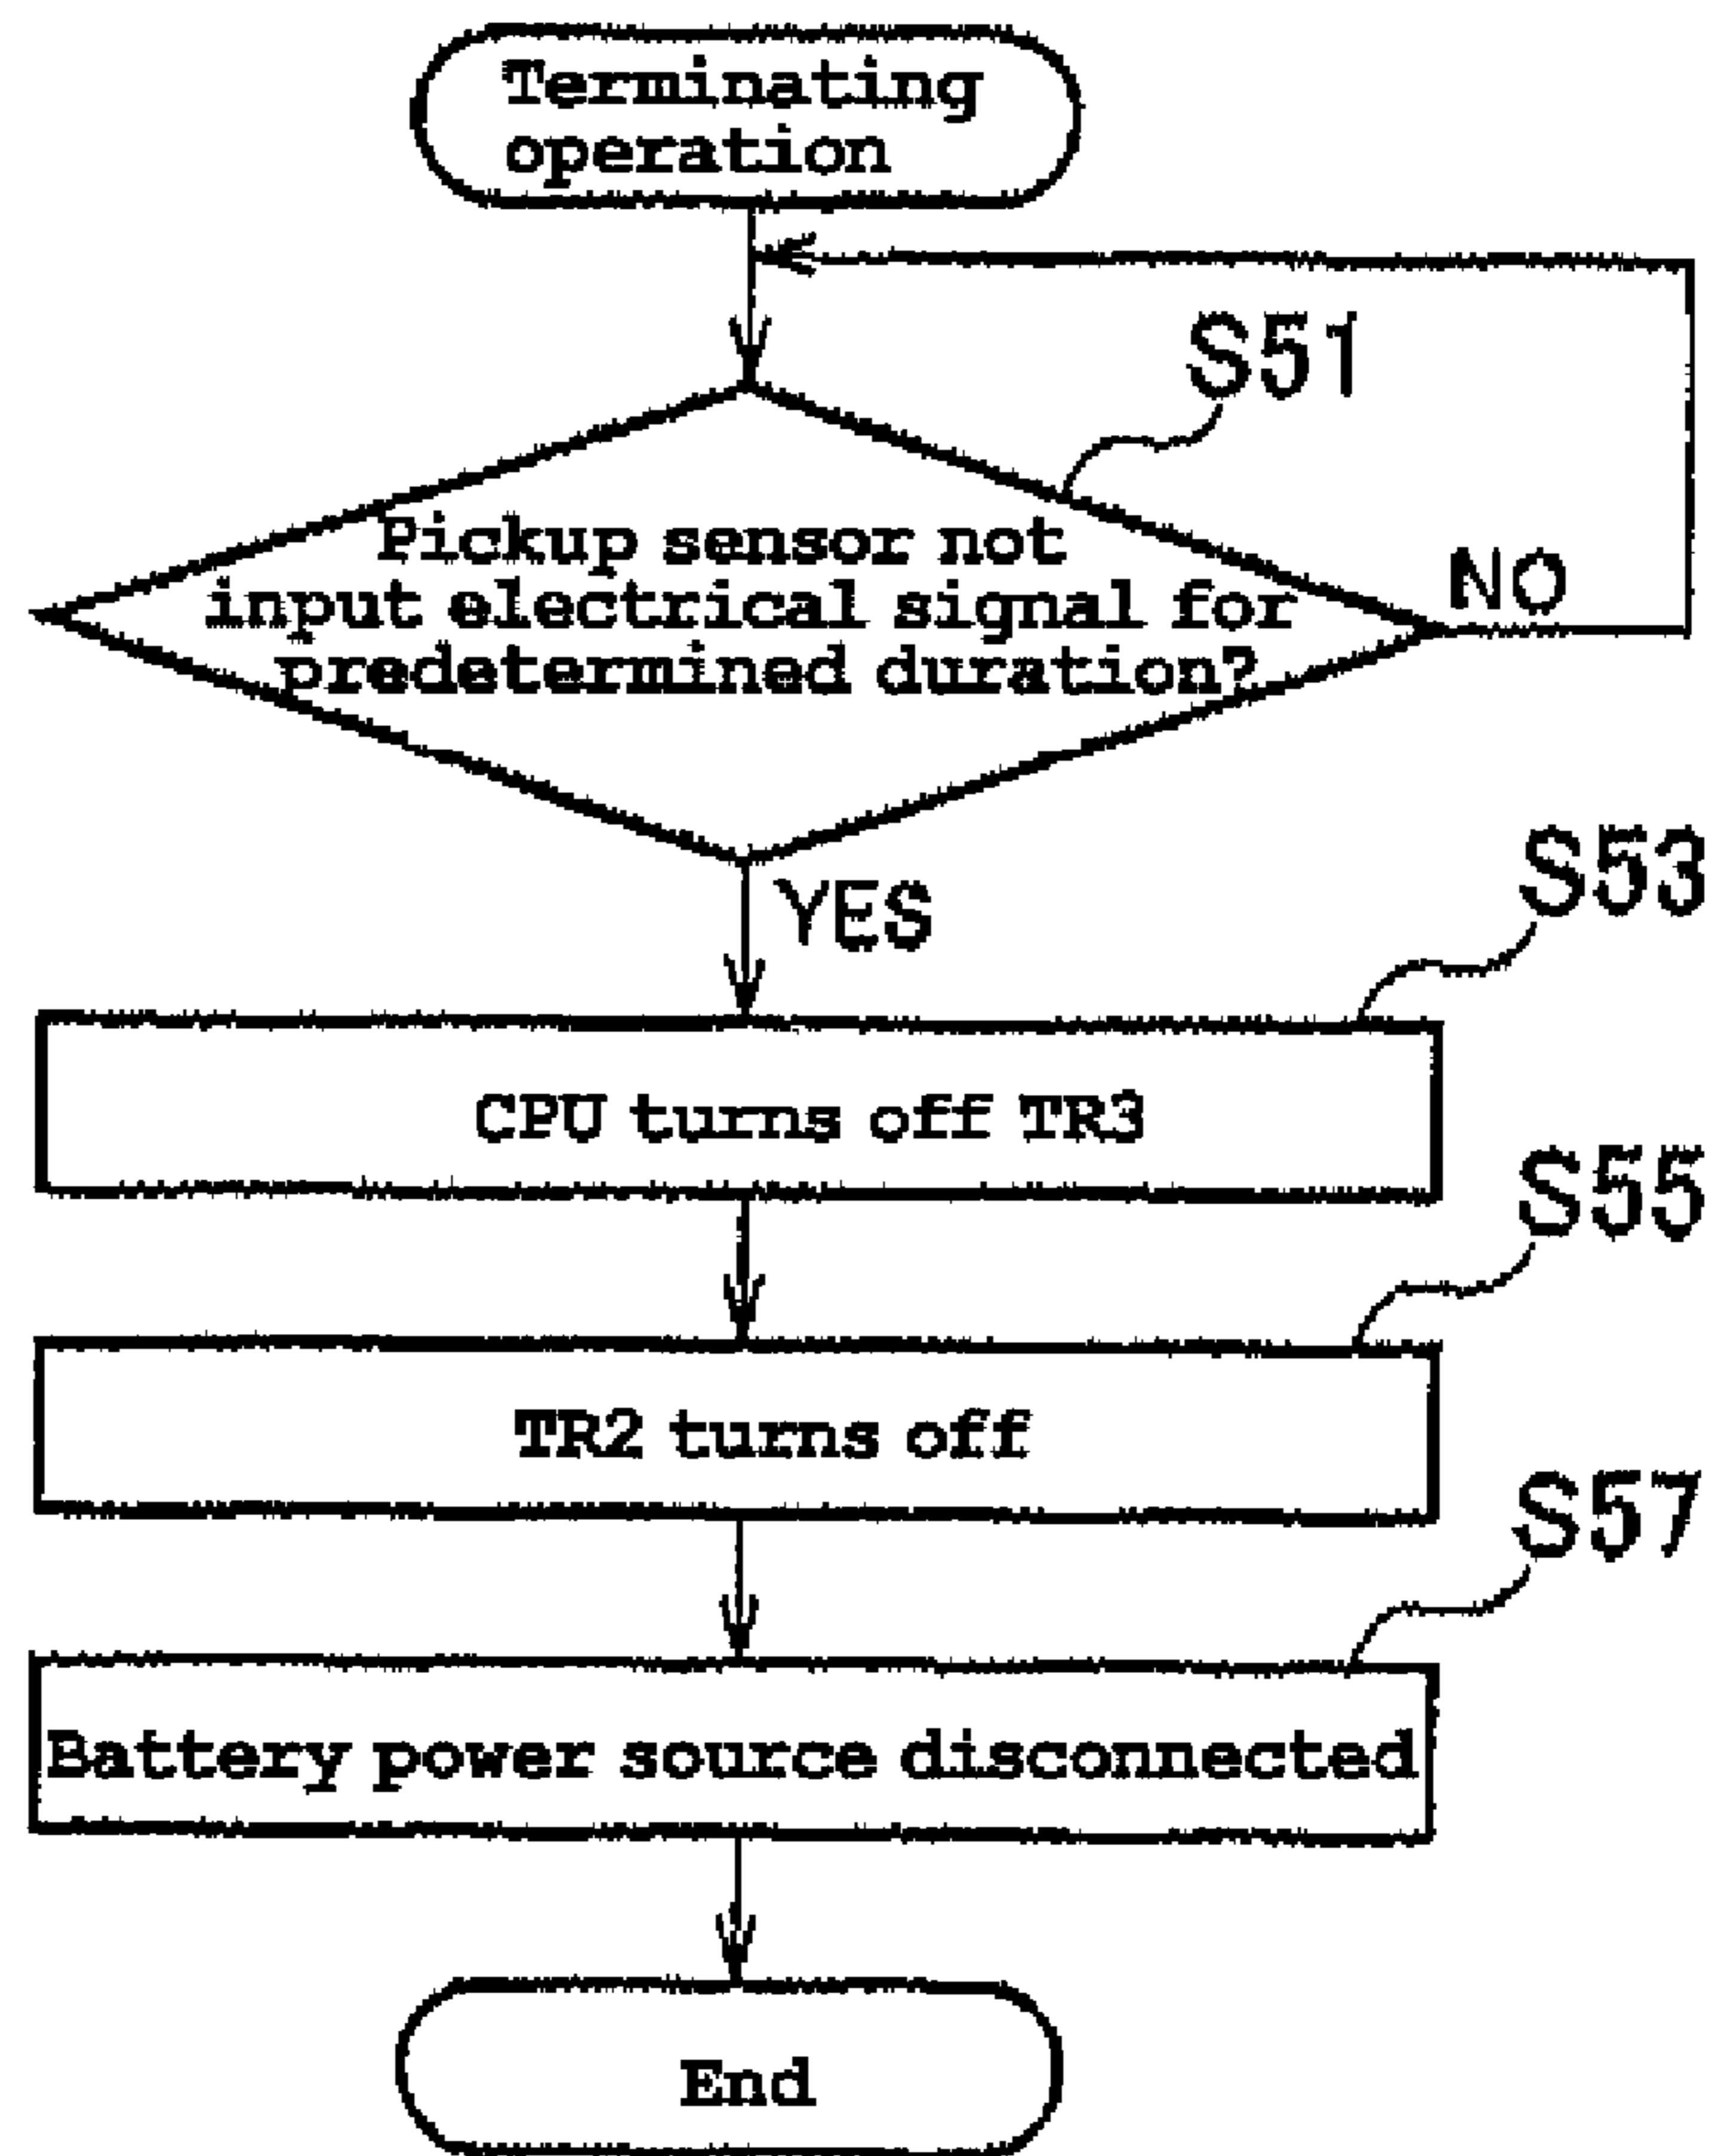 Terminating
operation
S51
Pickup sensor not
input electrical signal for
predetermined duration?
NO
YES
S53
CPU turns off TR3
S55
TR2 turns off
S57
Battery power source disconnected
End